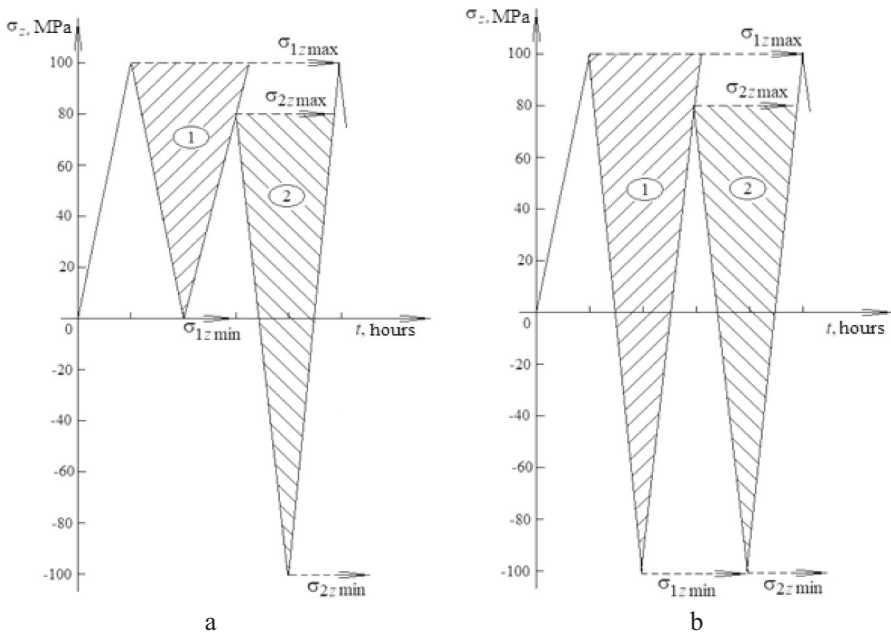 σz, MPa
σ1z max
100
σ2z max
80
1
60
2
40
20
0
σ1z min
t, hours
-20
-40
-60
-80
-100
σ2z min
a
σz, MPa
σ1z max
100
σ2z max
80
60
1
2
40
20
0
t, hours
-20
-40
-60
-80
-100
σ1z min
σ2z min
b